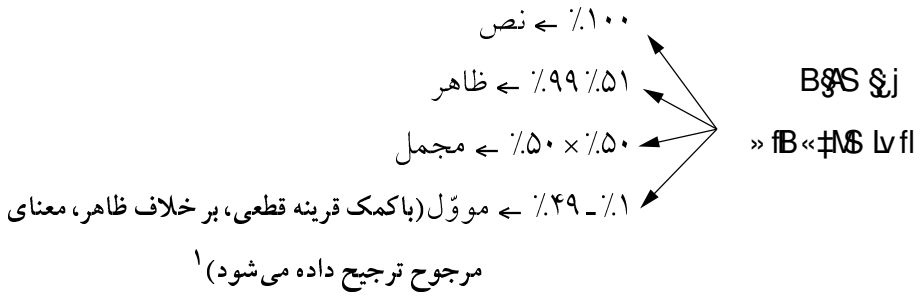 ٪۱۰۰ ← نص
٪۵۱ ٪۹۹ ← ظاهر
٪۵۰ × ٪۵۰ ← مجمل
٪۱ ـ ٪۴۹ ← مووّل (باکمک قرینه قطعی، بر خلاف ظاهر، معنای
مرجوح ترجیح داده می‌شود)۱